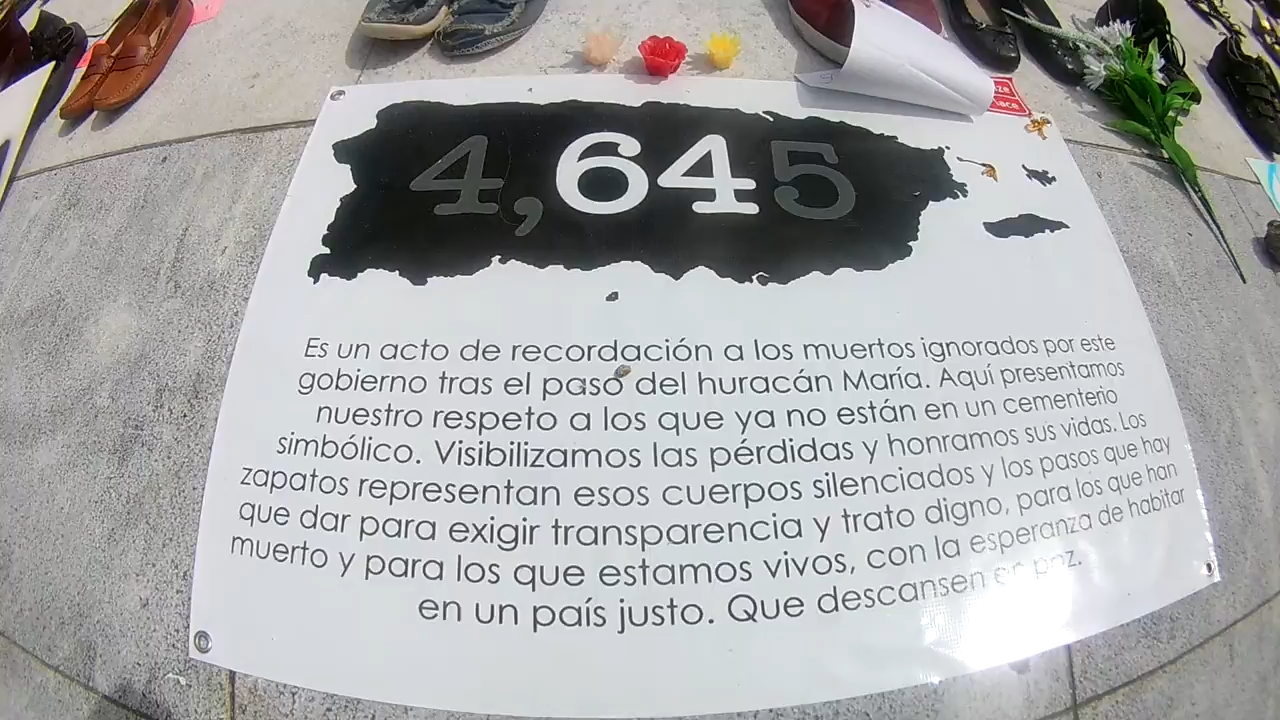 4,645
Es un acto de recordación a los muertos ignorados por este
gobierno tras el paso del huracán María. Aquí presentamos
nuestro respeto a los que ya no están en un cementerio
simbólico. Visibilizamos las pérdidas y honramos sus vidas. Los
zapatos representan esos cuerpos silenciados y los pasos que hay
que dar para exigir transparencia y trato digno, para los que han
muerto y para los que estamos vivos, con la esperanza de habitar
en un país justo. Que descansen en paz.